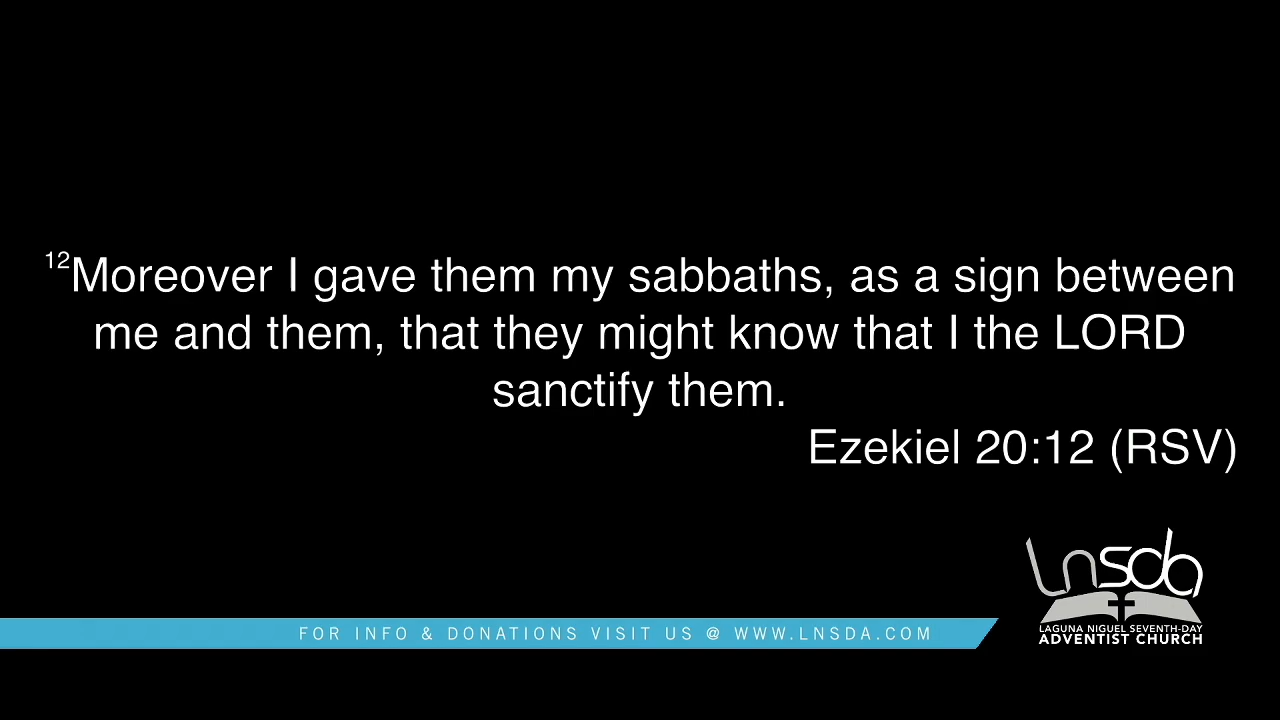 12Moreover I gave them my sabbaths, as a sign between
me and them, that they might know that I the LORD
sanctify them.
Ezekiel 20:12 (RSV)
Lnsda
LAGUNA NIGUEL SEVENTH-DAY
ADVENTIST CHURCH
FOR INFO & DONATIONS VISIT US @ WWW.LNSDA.COM